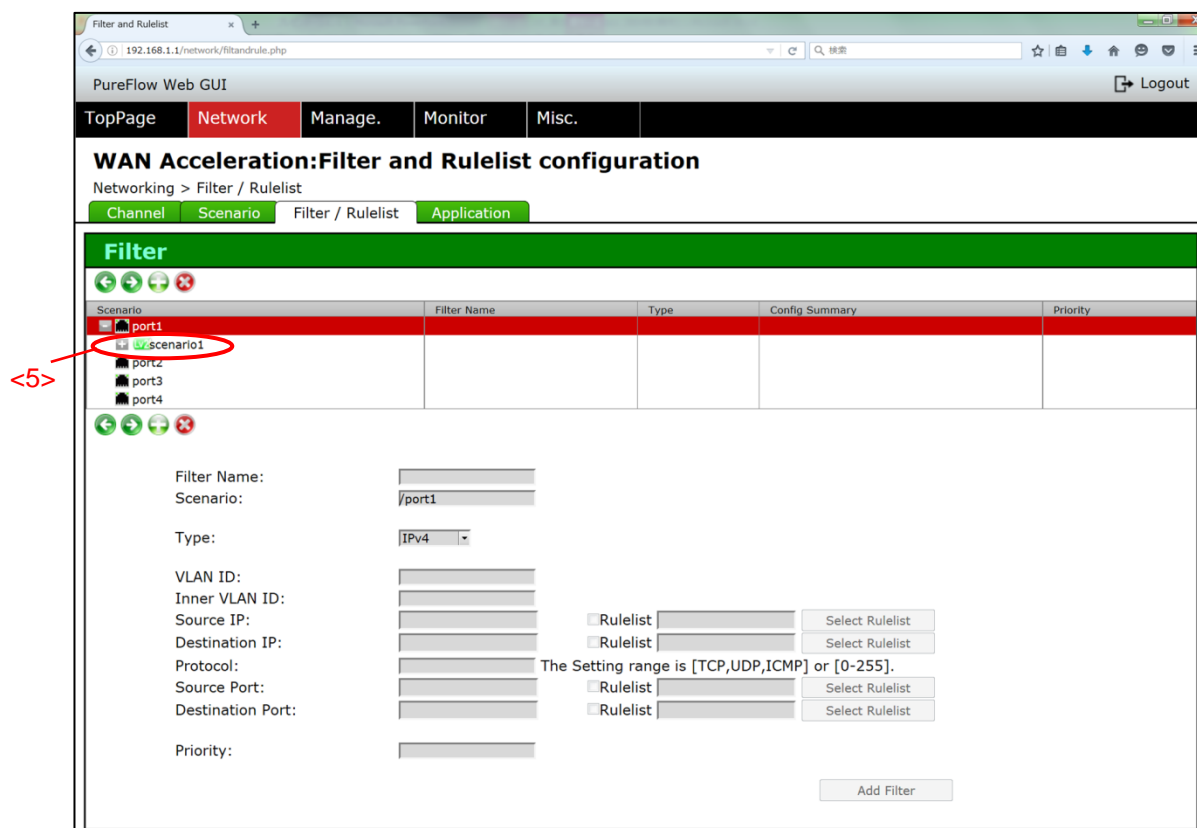 Filter and Rulelist × +
192.168.1.1/network/filtandrule.php 検索
PureFlow Web GUI Logout
TopPage Network Manage. Monitor Misc.
WAN Acceleration:Filter and Rulelist configuration
Networking > Filter / Rulelist
Channel Scenario Filter / Rulelist Application
Filter
Scenario Filter Name Type Config Summary Priority
port1
scenario1
<5>
port2
port3
port4
Filter Name:
Scenario: /port1
Type: IPv4
VLAN ID:
Inner VLAN ID:
Source IP: Rulelist Select Rulelist
Destination IP: Rulelist Select Rulelist
Protocol: The Setting range is [TCP,UDP,ICMP] or [0-255].
Source Port: Rulelist Select Rulelist
Destination Port: Rulelist Select Rulelist
Priority:
Add Filter